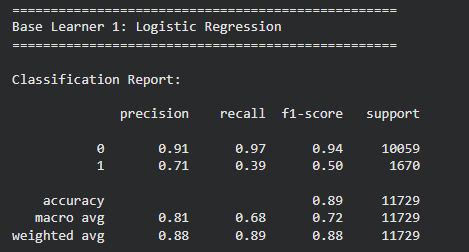 ==================================================
Base Learner 1: Logistic Regression
==================================================
Classification Report:
precision recall f1-score support
0 0.91 0.97 0.94 10059
1 0.71 0.39 0.50 1670
accuracy 0.89 11729
macro avg 0.81 0.68 0.72 11729
weighted avg 0.88 0.89 0.88 11729